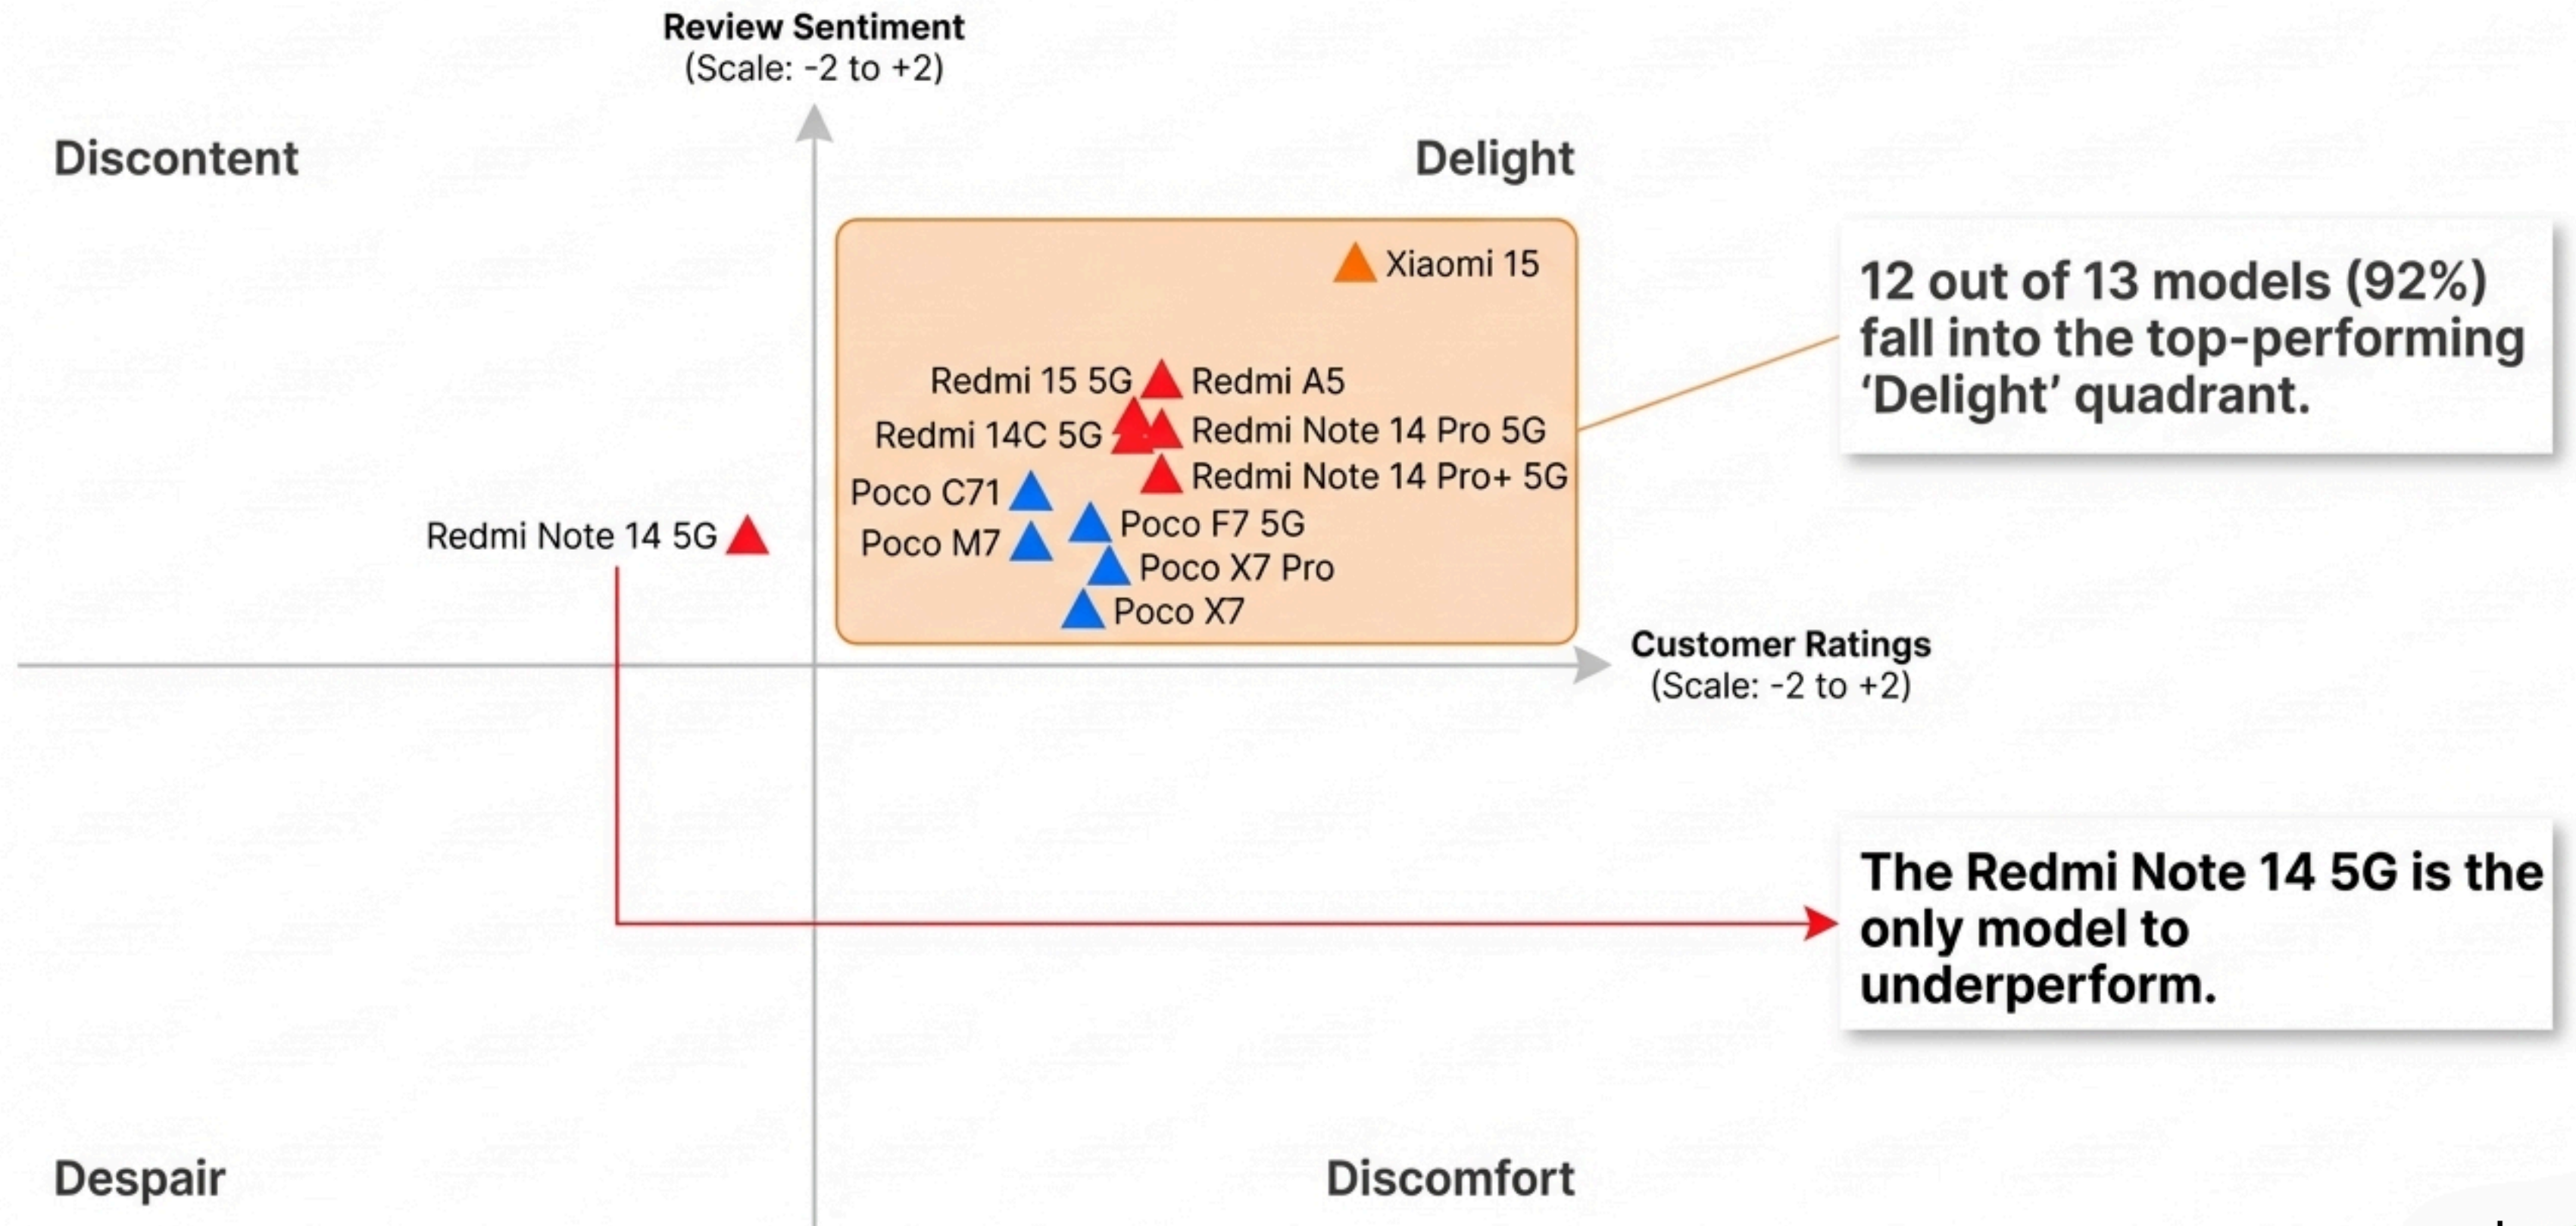 Review Sentiment
(Scale: -2 to +2)
Discontent
Delight
Xiaomi 15
Redmi 15 5G
Redmi A5
Redmi 14C 5G
Redmi Note 14 Pro 5G
Redmi Note 14 Pro+ 5G
Poco C71
Poco F7 5G
Redmi Note 14 5G
Poco M7
Poco X7 Pro
Poco X7
12 out of 13 models (92%)
fall into the top-performing
‘Delight’ quadrant.
Customer Ratings
(Scale: -2 to +2)
The Redmi Note 14 5G is the
only model to
underperform.
Despair
Discomfort